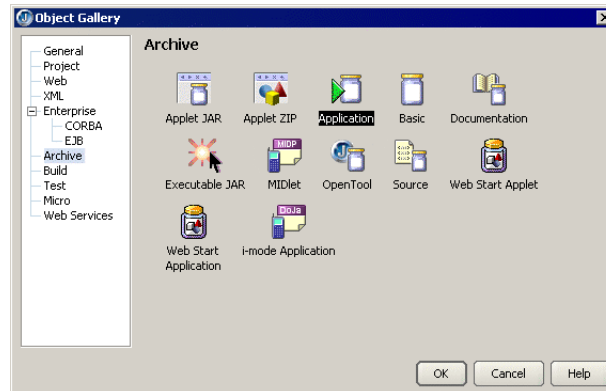 Object Gallery
General
Project
Web
XML
Enterprise
CORBA
EJB
Archive
Build
Test
Micro
Web Services
Archive
Applet JAR
Applet ZIP
Application
Basic
Documentation
MIDP
Executable JAR
MIDlet
OpenTool
Source
Web Start Applet
DoJa
Web Start
Application
i-mode Application
OK
Cancel
Help